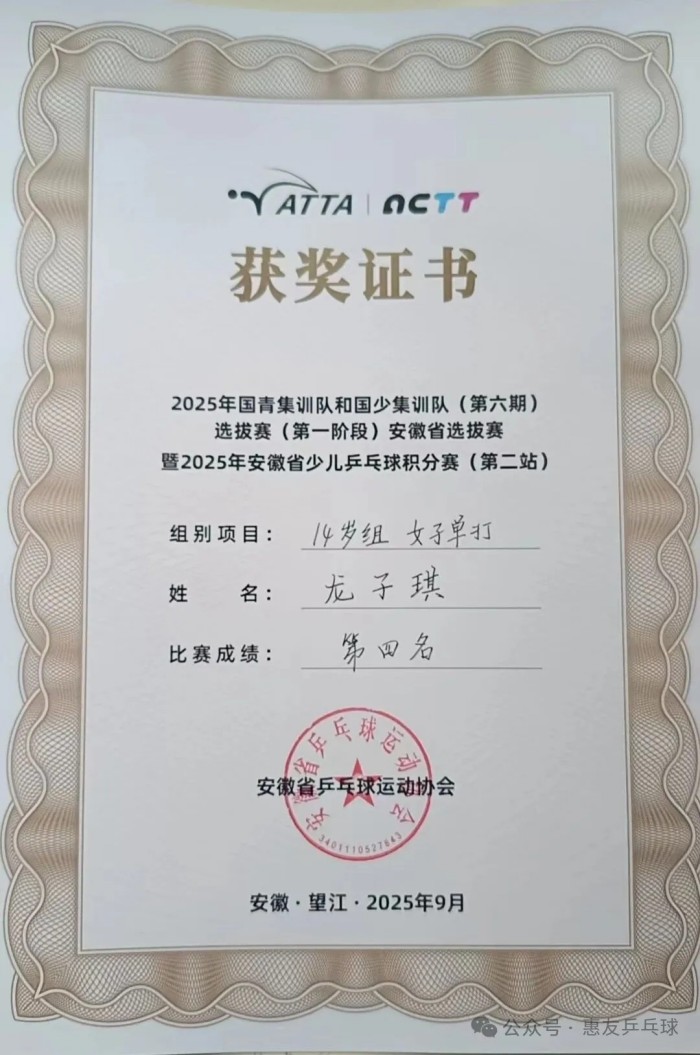 ATTA | ACTT
获奖证书
2025年国青集训队和国少集训队（第六期）
选拔赛（第一阶段）安徽省选拔赛
暨2025年安徽省少儿乒乓球积分赛（第二站）
组别项目： 14岁组 女子单打
姓 名： 龙子琪
比赛成绩： 第四名
安徽省乒乓球运动协会
安徽省乒乓球运动协会
3401110527843
安徽·望江·2025年9月
公众号·惠友乒乓球